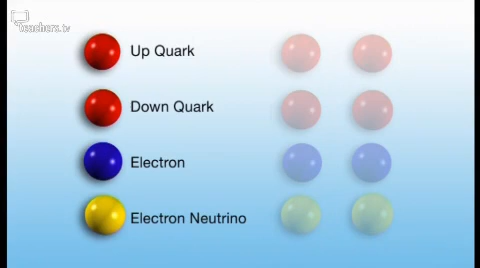 teachers.tv
Up Quark
Down Quark
Electron
Electron Neutrino